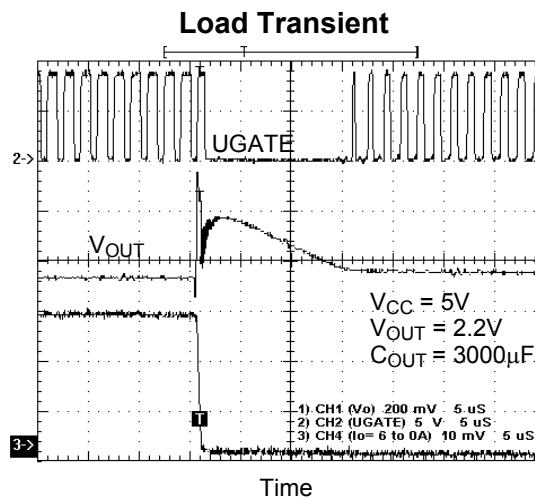 Load Transient
T
T
2->
UGATE
VOUT
VCC = 5V
VOUT = 2.2V
COUT = 3000μF
T
1) CH1 (Vo) 200 mV 5 uS
2) CH2 (UGATE) 5 V 5 uS
3) CH4 (Io= 6 to 0A) 10 mV 5 uS
3->
Time